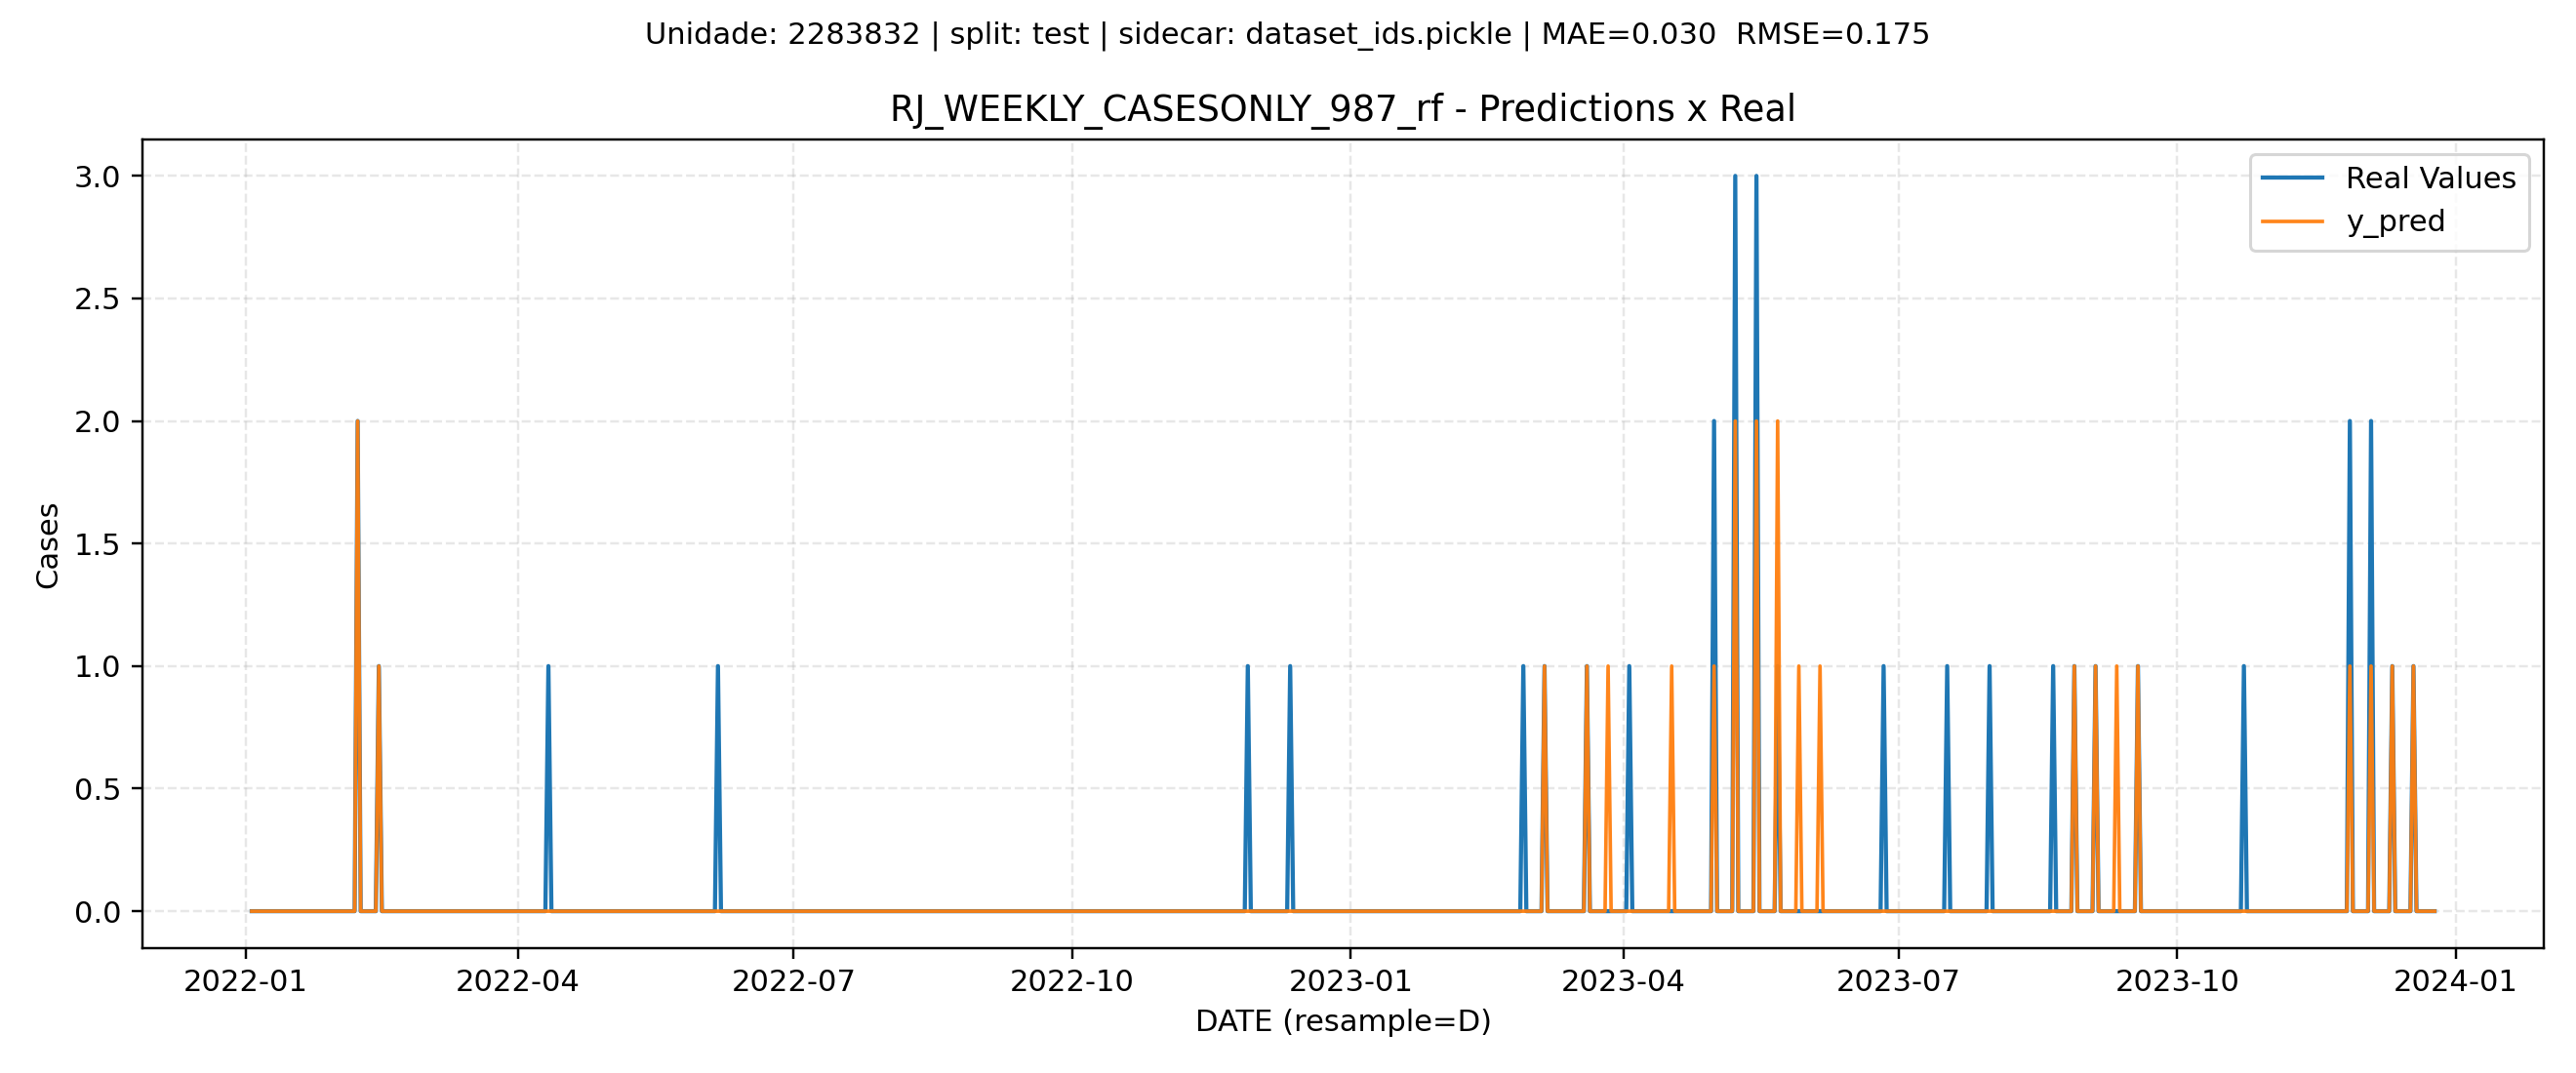 Unidade: 2283832 | split: test | sidecar: dataset_ids.pickle | MAE=0.030  RMSE=0.175
RJ_WEEKLY_CASESONLY_987_rf - Predictions x Real
Real Values
y_pred
Cases
3.0
2.5
2.0
1.5
1.0
0.5
0.0
2022-01
2022-04
2022-07
2022-10
2023-01
2023-04
2023-07
2023-10
2024-01
DATE (resample=D)